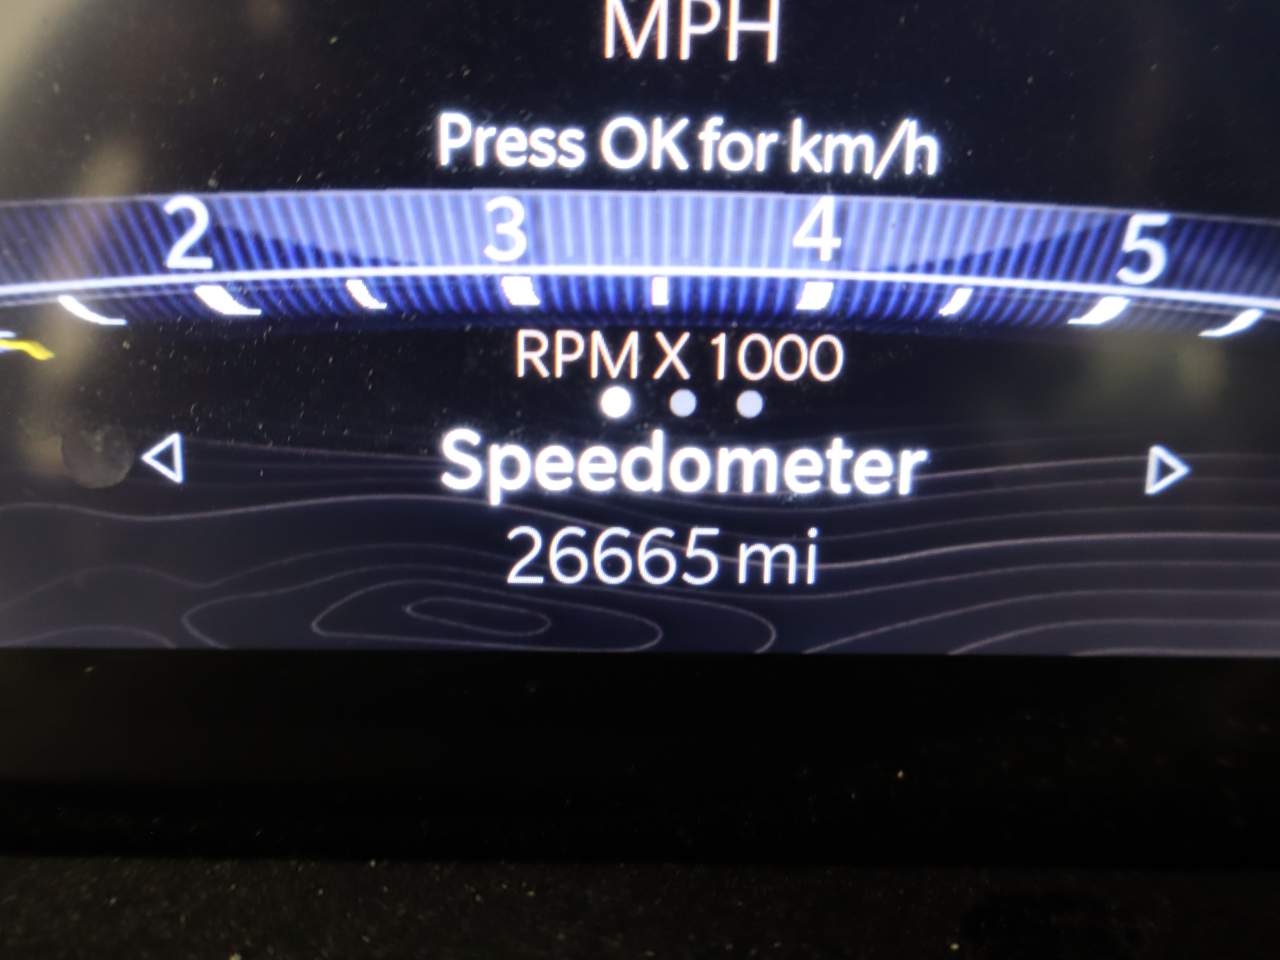 MPH
Press OK for km/h
2 3 4 5
RPM X 1000
Speedometer
26665 mi